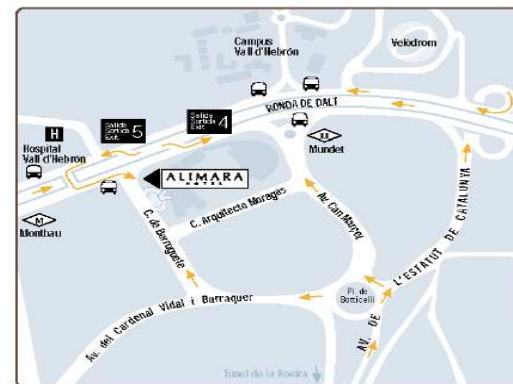 Campus
Vall d'Hebrón
Velòdrom
RONDA DE DALT
Salida
Sortida
Exit
5
Salida
Sortida
Exit
4
H
Hospital
Vall d'Hebrón
M
Mundet
ALIMARA
HOTEL
M
Montbau
C. Arquitecto Moragas
C. de Berruguete
Av. Can Marçet
AV. DE L'ESTATUT DE CATALUNYA
Pl. de
Botticelli
Av. del Cardenal Vidal i Barraquer
Túnel de la Rovira